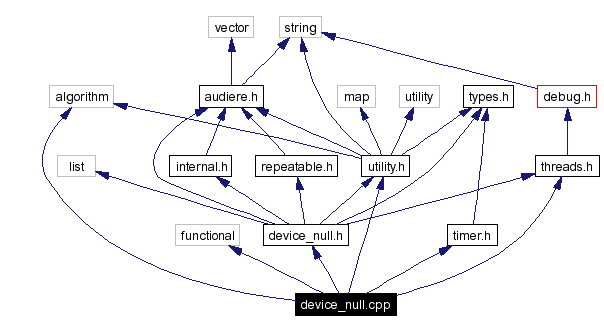 vector
string
algorithm
audiere.h
map
utility
types.h
debug.h
list
internal.h
repeatable.h
utility.h
threads.h
functional
device_null.h
timer.h
device_null.cpp